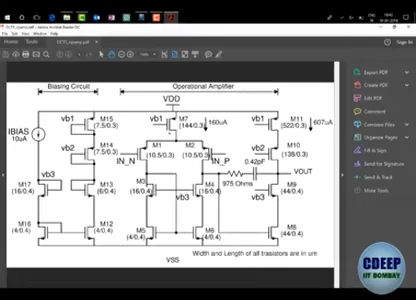 Home Tools
Sign In
Biasing Circuit
Operational Amplifier
VDD
vb1
M15
(7.5/0.3)
vb1
M7
(144/0.3)
160uA
vb1
M11
(522/0.3)
607uA
IBIAS
10uA
vb2
M14
(7.5/0.3)
IN_N
M1
(10.5/0.3)
M2
(10.5/0.3)
IN_P
vb2
M10
(138/0.3)
0.42pF
975 Ohms
VOUT
vb3
M17
(16/0.4)
M13
(6/0.4)
M3
(16/0.4)
vb3
M4
(16/0.4)
vb3
M9
(44/0.4)
M16
(4/0.4)
M12
(4/0.4)
M5
(4/0.4)
M6
(4/0.4)
M8
(44/0.4)
VSS
Width and Length of all trasistors are in um
Export PDF
Create PDF
Edit PDF
Comment
Combine Files
Organize Pages
Fill & Sign
Send for Signature
Send & Track
More Tools
CDEEP
IIT BOMBAY